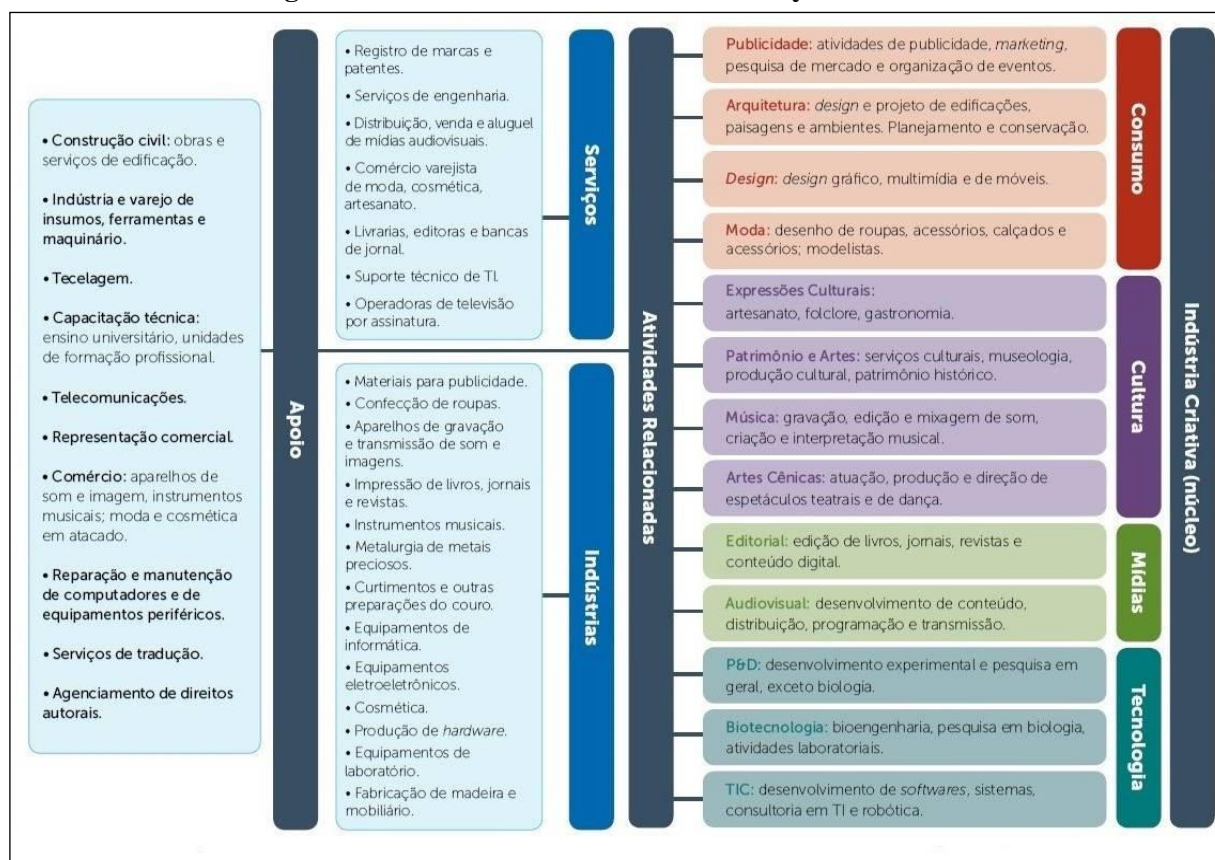 • Construção civil: obras e
serviços de edificação.
• Indústria e varejo de
insumos, ferramentas e
maquinário.
• Tecelagem.
• Capacitação técnica:
ensino universitário, unidades
de formação profissional.
• Telecomunicações.
• Representação comercial.
• Comércio: aparelhos de
som e imagem, instrumentos
musicais; moda e cosmética
em atacado.
• Reparação e manutenção
de computadores e de
equipamentos periféricos.
• Serviços de tradução.
• Agenciamento de direitos
autorais.
Apoio
• Registro de marcas e
patentes.
• Serviços de engenharia.
• Distribuição, venda e aluguel
de mídias audiovisuais.
• Comércio varejista
de moda, cosmética,
artesanato.
• Livrarias, editoras e bancas
de jornal.
• Suporte técnico de TI.
• Operadoras de televisão
por assinatura.
Serviços
• Materiais para publicidade.
• Confecção de roupas.
• Aparelhos de gravação
e transmissão de som e
imagens.
• Impressão de livros, jornais
e revistas.
• Instrumentos musicais.
• Metalurgia de metais
preciosos.
• Curtimentos e outras
preparações do couro.
• Equipamentos de
informática.
• Equipamentos
eletroeletrônicos.
• Cosmética.
• Produção de hardware.
• Equipamentos de
laboratório.
• Fabricação de madeira e
mobiliário.
Indústrias
Atividades Relacionadas
Publicidade: atividades de publicidade, marketing,
pesquisa de mercado e organização de eventos.
Arquitetura: design e projeto de edificações,
paisagens e ambientes. Planejamento e conservação.
Design: design gráfico, multimídia e de móveis.
Moda: desenho de roupas, acessórios, calçados e
acessórios; modelistas.
Consumo
Expressões Culturais:
artesanato, folclore, gastronomia.
Patrimônio e Artes: serviços culturais, museologia,
produção cultural, patrimônio histórico.
Música: gravação, edição e mixagem de som,
criação e interpretação musical.
Artes Cênicas: atuação, produção e direção de
espetáculos teatrais e de dança.
Cultura
Editorial: edição de livros, jornais, revistas e
conteúdo digital.
Audiovisual: desenvolvimento de conteúdo,
distribuição, programação e transmissão.
Mídias
P&D: desenvolvimento experimental e pesquisa em
geral, exceto biologia.
Biotecnologia: bioengenharia, pesquisa em biologia,
atividades laboratoriais.
TIC: desenvolvimento de softwares, sistemas,
consultoria em TI e robótica.
Tecnologia
Indústria Criativa (núcleo)